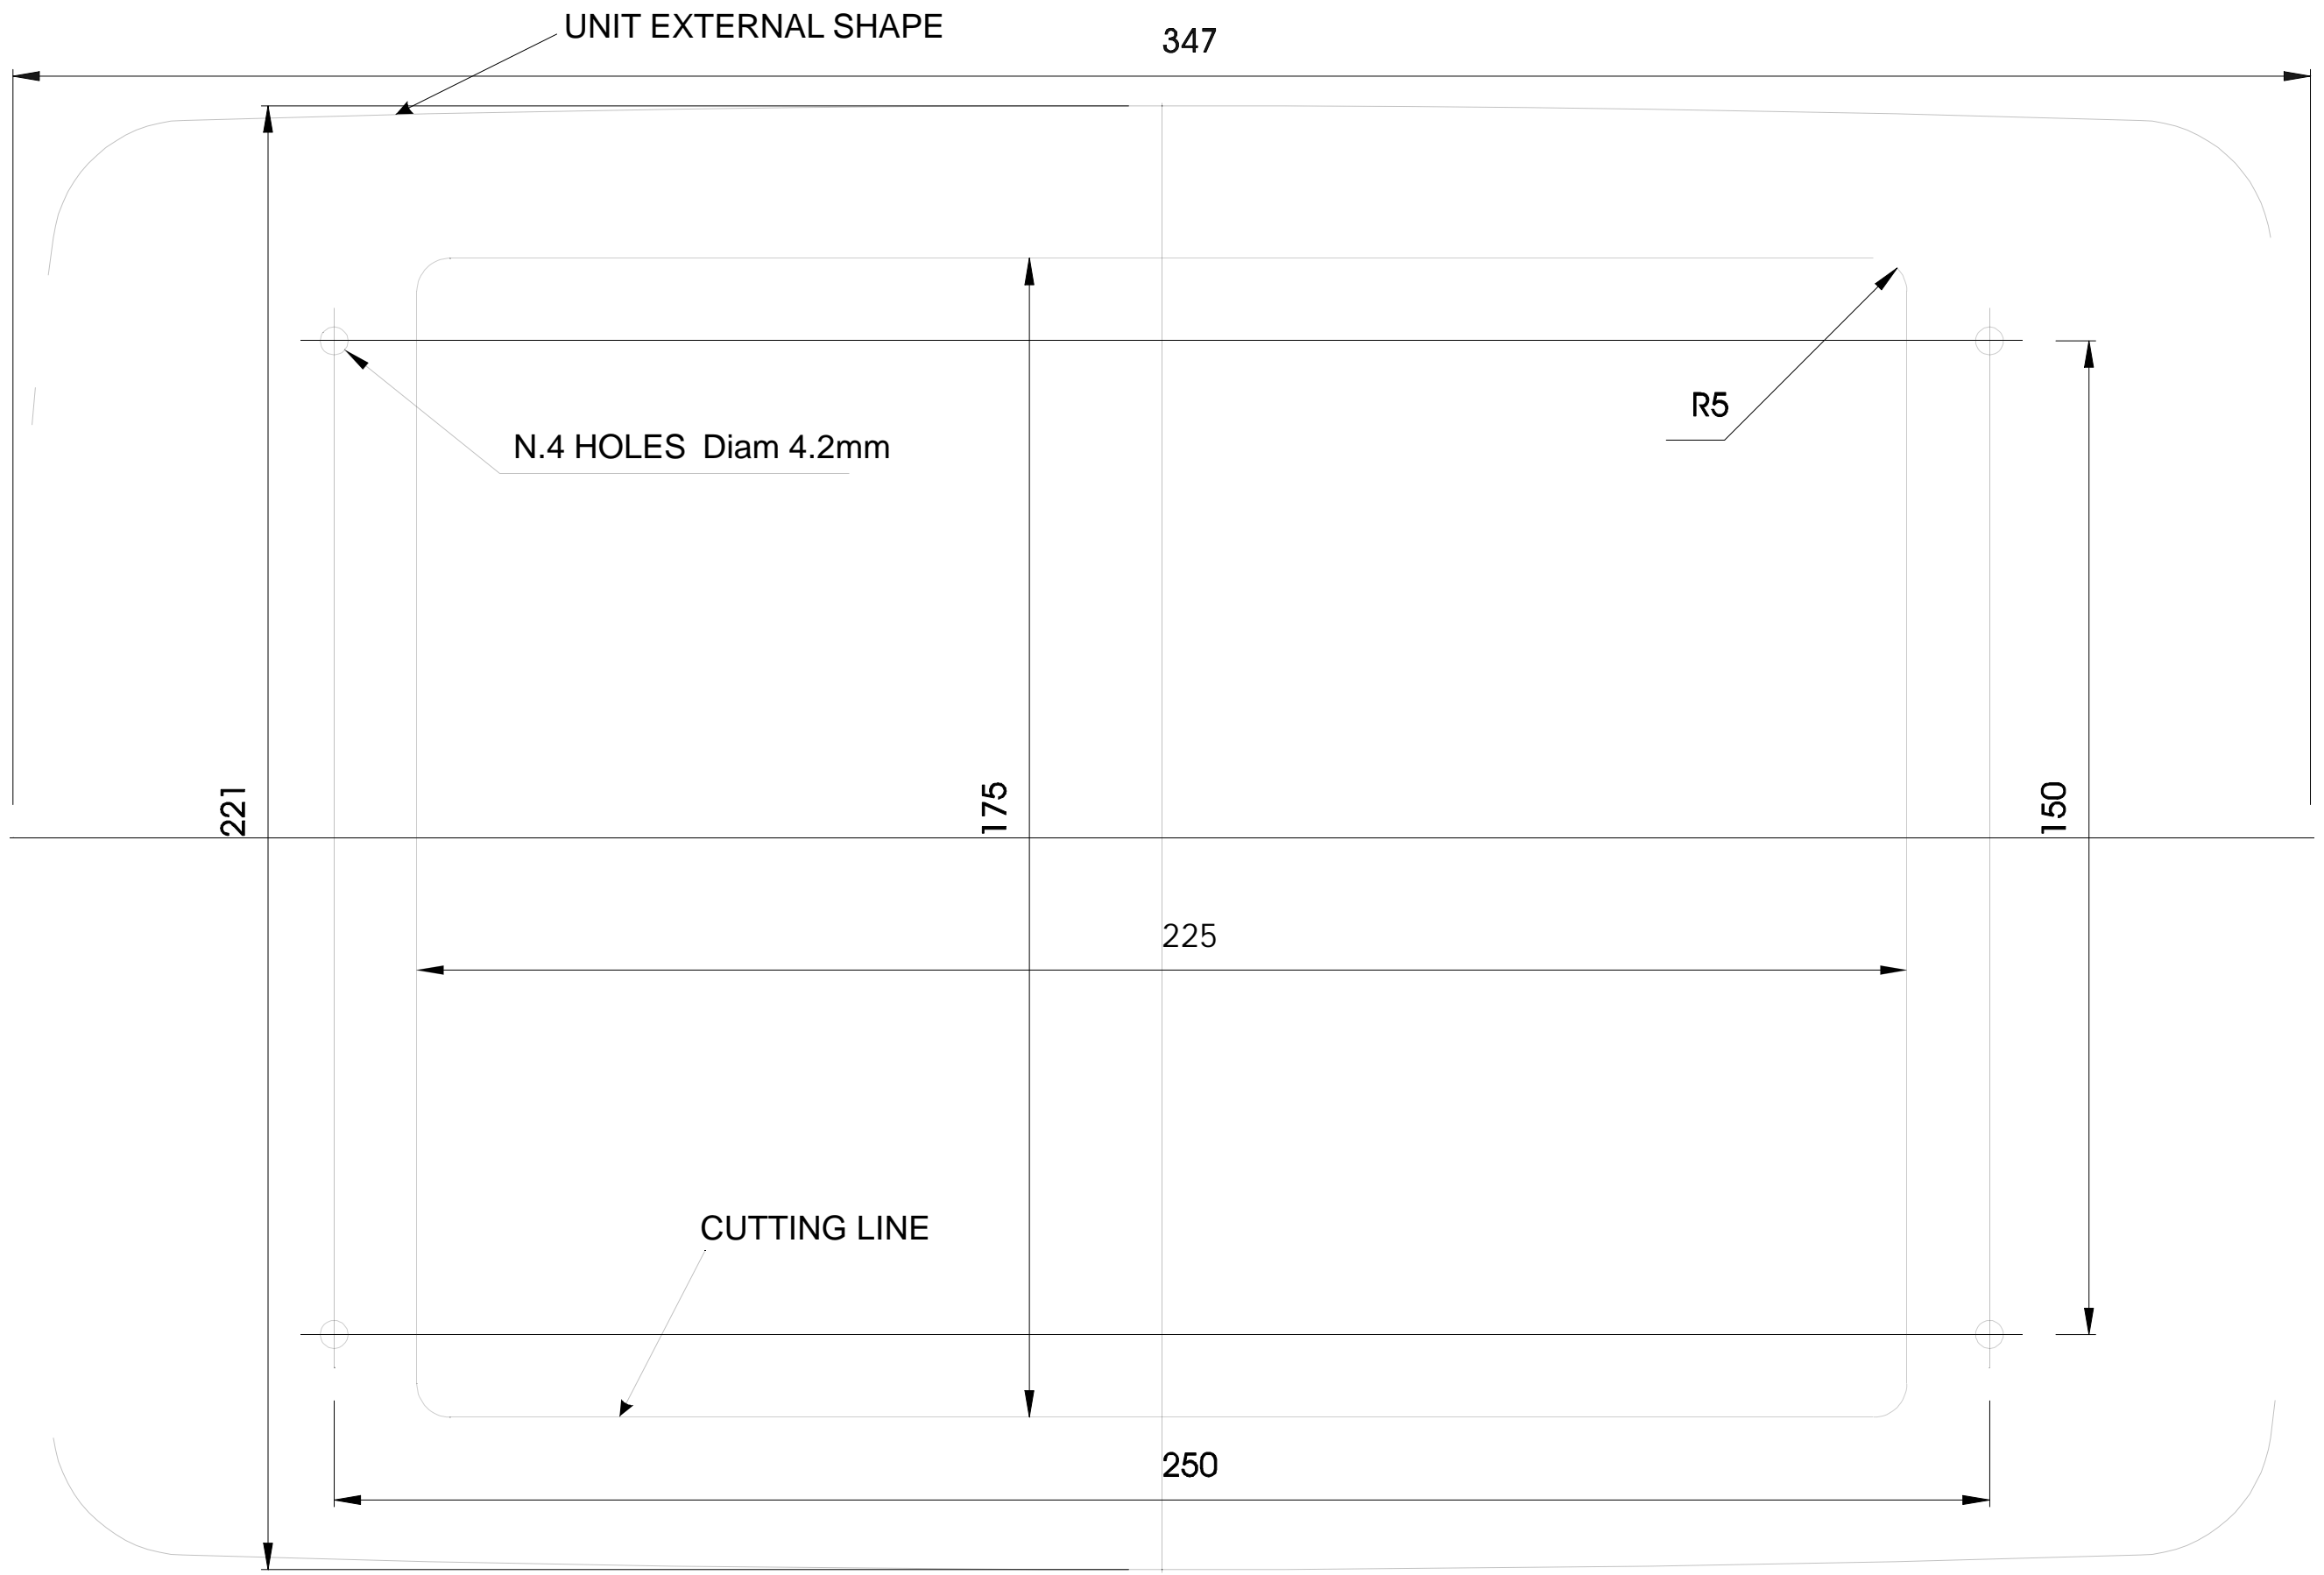 UNIT EXTERNAL SHAPE
347
R5
N.4 HOLES  Diam 4.2mm
221
175
150
225
CUTTING LINE
250